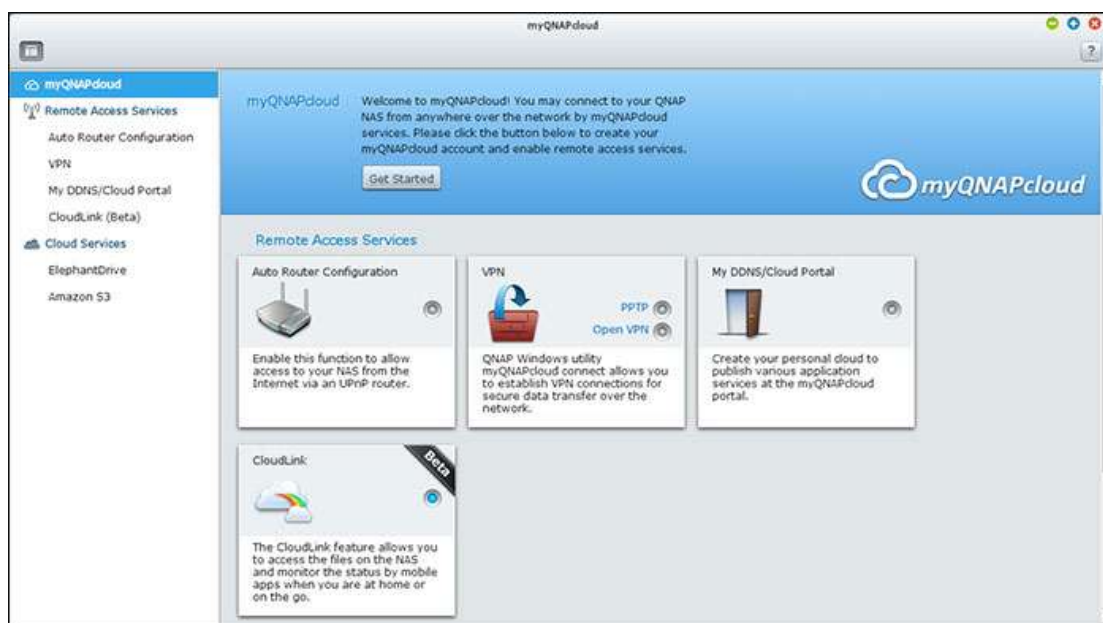 myQNAPcloud
?
myQNAPcloud
Remote Access Services
Auto Router Configuration
VPN
My DDNS/Cloud Portal
CloudLink (Beta)
Cloud Services
ElephantDrive
Amazon S3
myQNAPcloud
Welcome to myQNAPcloud! You may connect to your QNAP
NAS from anywhere over the network by myQNAPcloud
services. Please click the button below to create your
myQNAPcloud account and enable remote access services.
Get Started
myQNAPcloud
Remote Access Services
Auto Router Configuration
Enable this function to allow
access to your NAS from the
Internet via an UPnP router.
VPN
PPTP
Open VPN
QNAP Windows utility
myQNAPcloud connect allows you
to establish VPN connections for
secure data transfer over the
network.
My DDNS/Cloud Portal
Create your personal cloud to
publish various application
services at the myQNAPcloud
portal.
CloudLink
Beta
The CloudLink feature allows you
to access the files on the NAS
and monitor the status by mobile
apps when you are at home or
on the go.